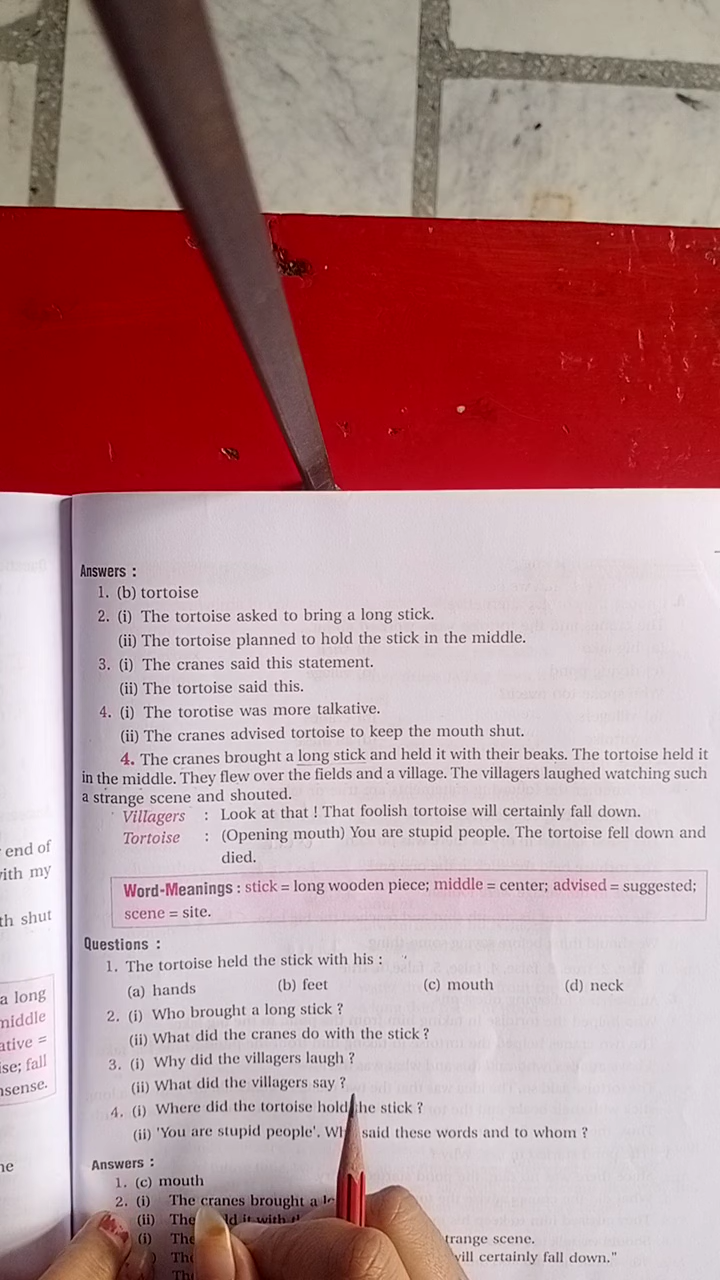 Answers :
1. (b) tortoise
2. (i) The tortoise asked to bring a long stick.
(ii) The tortoise planned to hold the stick in the middle.
3. (i) The cranes said this statement.
(ii) The tortoise said this.
4. (i) The torotise was more talkative.
(ii) The cranes advised tortoise to keep the mouth shut.
4. The cranes brought a long stick and held it with their beaks. The tortoise held it
in the middle. They flew over the fields and a village. The villagers laughed watching such
a strange scene and shouted.
Villagers : Look at that ! That foolish tortoise will certainly fall down.
Tortoise : (Opening mouth) You are stupid people. The tortoise fell down and
died.
Word-Meanings : stick = long wooden piece; middle = center; advised = suggested;
scene = site.
Questions :
1. The tortoise held the stick with his :
(a) hands (b) feet (c) mouth (d) neck
2. (i) Who brought a long stick ?
(ii) What did the cranes do with the stick ?
3. (i) Why did the villagers laugh ?
(ii) What did the villagers say ?
4. (i) Where did the tortoise hold the stick ?
(ii) 'You are stupid people'. said these words and to whom ?
Answers :
1. (c) mouth
2. (i) The cranes brought a
(ii) The it with
(i) The trange scene.
) The will certainly fall down."
The
end of
ith my
th shut
a long
middle
ative =
ise; fall
nsense.